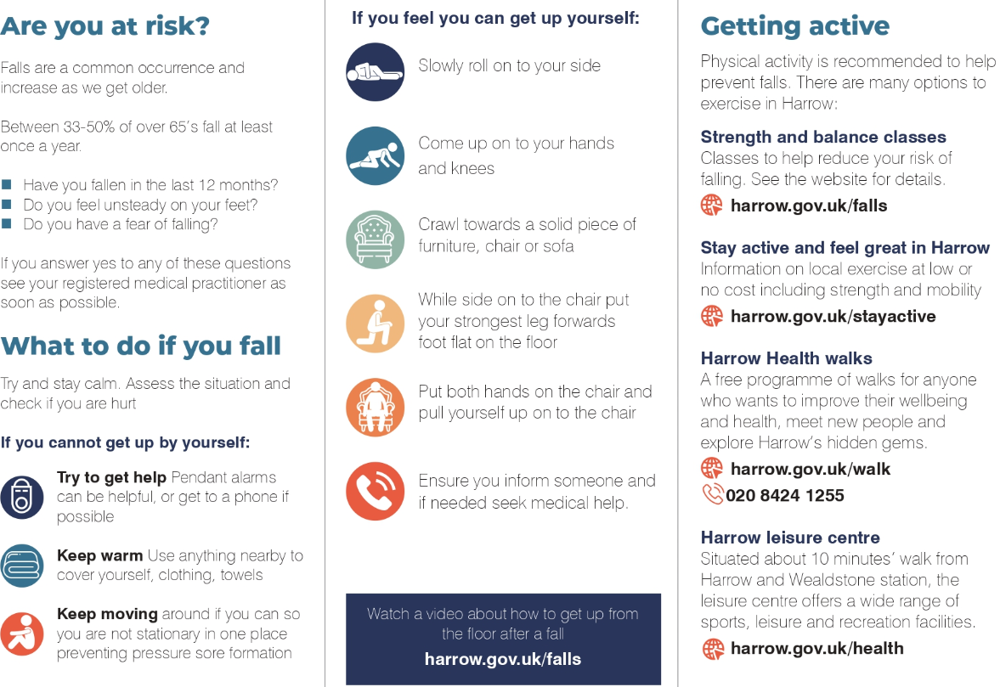 Are you at risk?
Falls are a common occurrence and
increase as we get older.
Between 33-50% of over 65's fall at least
once a year.
Have you fallen in the last 12 months?
Do you feel unsteady on your feet?
Do you have a fear of falling?
If you answer yes to any of these questions
see your registered medical practitioner as
soon as possible.
What to do if you fall
Try and stay calm. Assess the situation and
check if you are hurt
If you cannot get up by yourself:
Try to get help Pendant alarms
can be helpful, or get to a phone if
possible
Keep warm Use anything nearby to
cover yourself, clothing, towels
Keep moving around if you can so
you are not stationary in one place
preventing pressure sore formation
If you feel you can get up yourself:
Slowly roll on to your side
Come up on to your hands
and knees
Crawl towards a solid piece of
furniture, chair or sofa
While side on to the chair put
your strongest leg forwards
foot flat on the floor
Put both hands on the chair and
pull yourself up on to the chair
Ensure you inform someone and
if needed seek medical help.
Watch a video about how to get up from
the floor after a fall
harrow.gov.uk/falls
Getting active
Physical activity is recommended to help
prevent falls. There are many options to
exercise in Harrow:
Strength and balance classes
Classes to help reduce your risk of
falling. See the website for details.
harrow.gov.uk/falls
Stay active and feel great in Harrow
Information on local exercise at low or
no cost including strength and mobility
harrow.gov.uk/stayactive
Harrow Health walks
A free programme of walks for anyone
who wants to improve their wellbeing
and health, meet new people and
explore Harrow's hidden gems.
harrow.gov.uk/walk
020 8424 1255
Harrow leisure centre
Situated about 10 minutes' walk from
Harrow and Wealdstone station, the
leisure centre offers a wide range of
sports, leisure and recreation facilities.
harrow.gov.uk/health